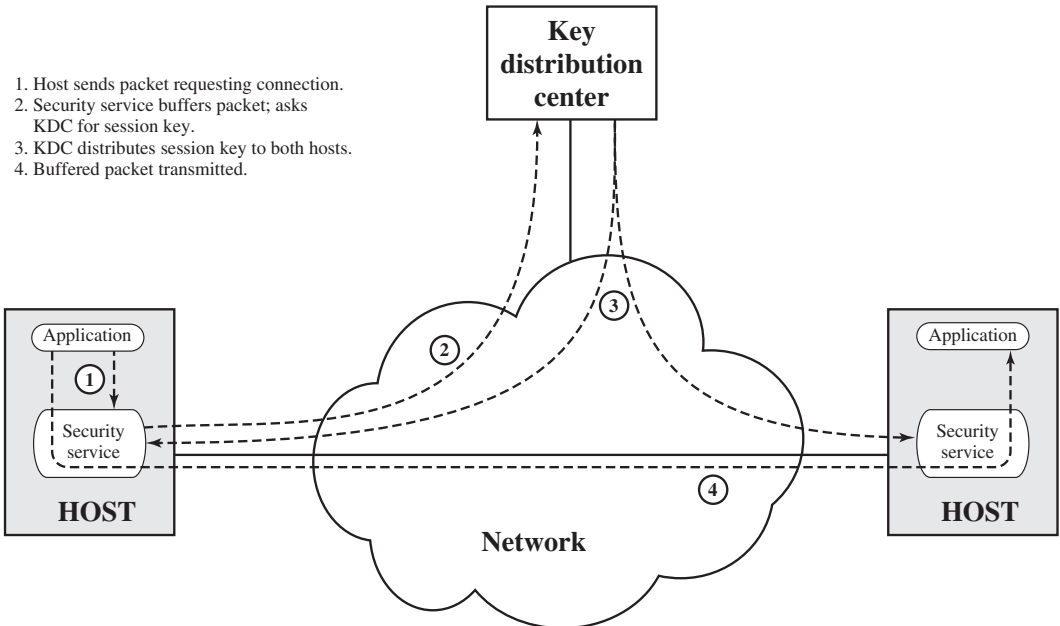 Key
distribution
center
1. Host sends packet requesting connection.
2. Security service buffers packet; asks
KDC for session key.
3. KDC distributes session key to both hosts.
4. Buffered packet transmitted.
3
2
Application
1
Security
service
HOST
Application
Security
service
HOST
4
Network